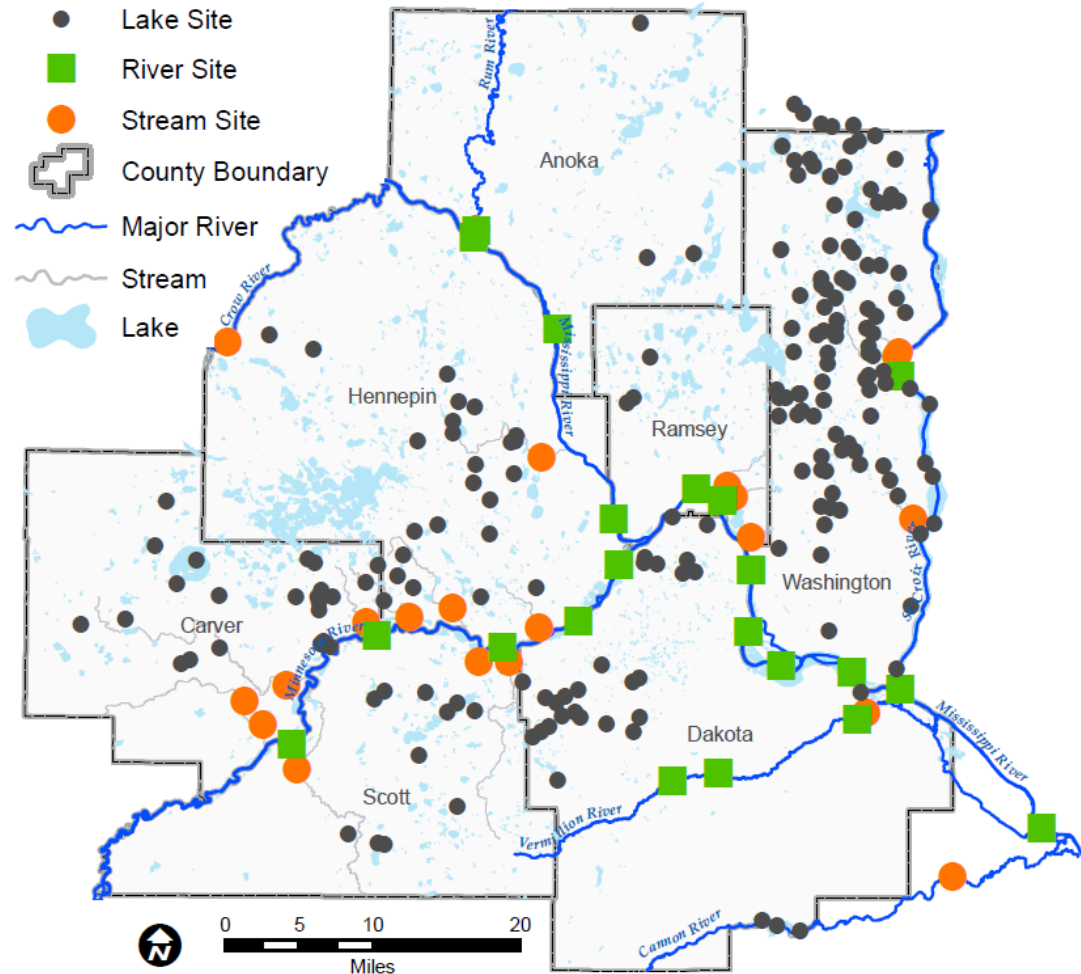 Lake Site
River Site
Stream Site
County Boundary
Major River
Stream
Lake
Rum River
Anoka
Crow River
Mississippi River
Hennepin
Ramsey
Washington
St Croix River
Carver
Minnesota River
Dakota
Mississippi River
Scott
Vermillion River
Cannon River
N
0 5 10 20
Miles